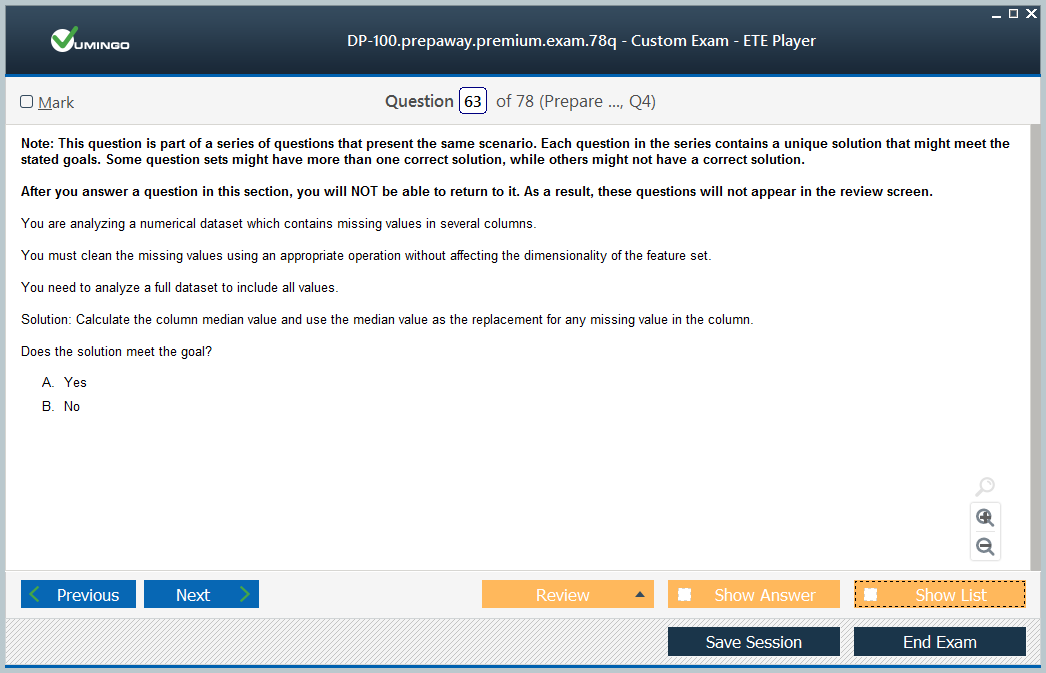 VUMINGO
DP-100.prepaway.premium.exam.78q - Custom Exam - ETE Player
Mark
Question 63 of 78 (Prepare ..., Q4)
Note: This question is part of a series of questions that present the same scenario. Each question in the series contains a unique solution that might meet the
stated goals. Some question sets might have more than one correct solution, while others might not have a correct solution.
After you answer a question in this section, you will NOT be able to return to it. As a result, these questions will not appear in the review screen.
You are analyzing a numerical dataset which contains missing values in several columns.
You must clean the missing values using an appropriate operation without affecting the dimensionality of the feature set.
You need to analyze a full dataset to include all values.
Solution: Calculate the column median value and use the median value as the replacement for any missing value in the column.
Does the solution meet the goal?
A. Yes
B. No
Previous
Next
Review
Show Answer
Show List
Save Session
End Exam